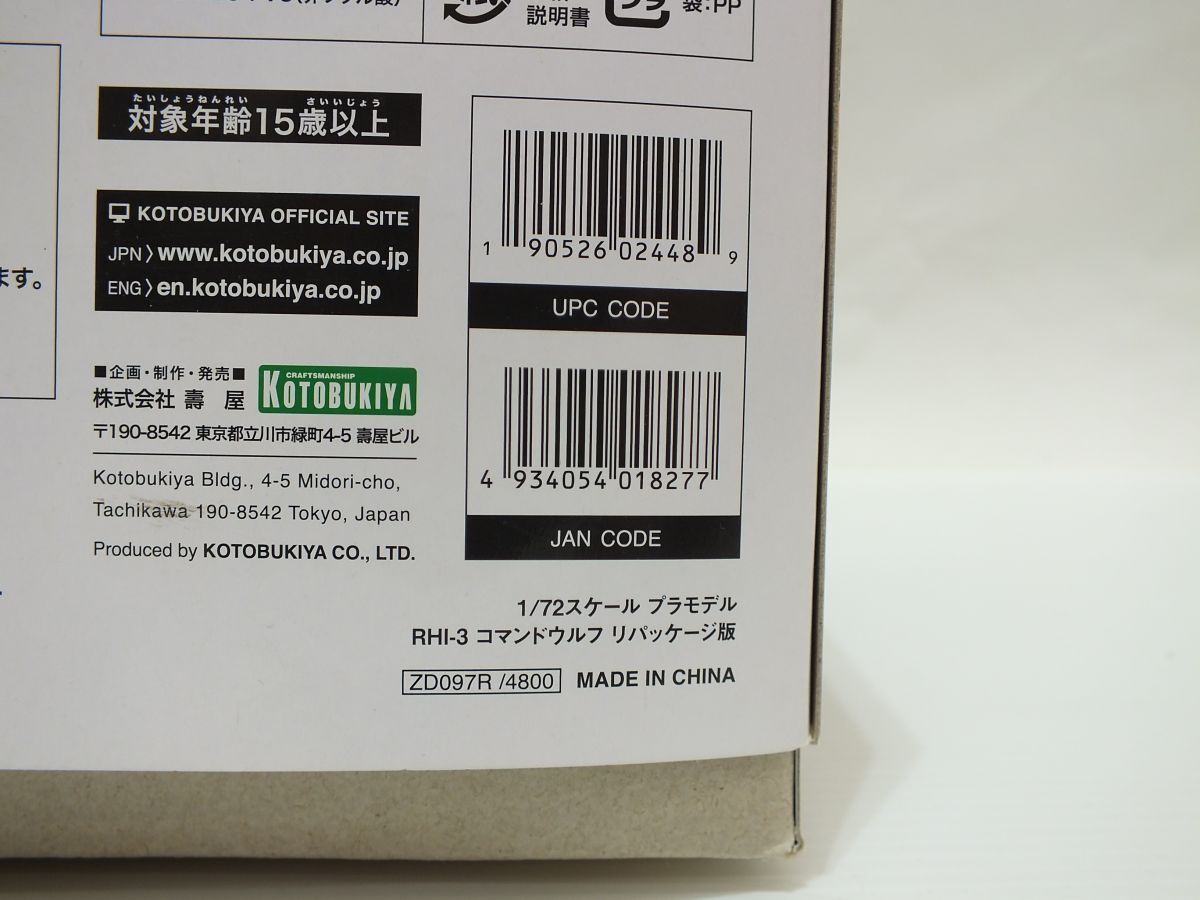 説明書
袋:PP
ます。
たいしょうねんれい さいいじょう
対象年齢15歳以上
KOTOBUKIYA OFFICIAL SITE
JPN〉www.kotobukiya.co.jp
ENG〉en.kotobukiya.co.jp
■企画・制作・発売■
株式会社 壽 屋
CRAFTSMANSHIP
KOTOBUKIYA
〒190-8542 東京都立川市緑町4-5 壽屋ビル
Kotobukiya Bldg., 4-5 Midori-cho,
Tachikawa 190-8542 Tokyo, Japan
Produced by KOTOBUKIYA CO., LTD.
1 90526 02448 9
UPC CODE
4 934054 018277
JAN CODE
1/72スケール プラモデル
RHI-3 コマンドウルフ リパッケージ版
ZD097R /4800 MADE IN CHINA